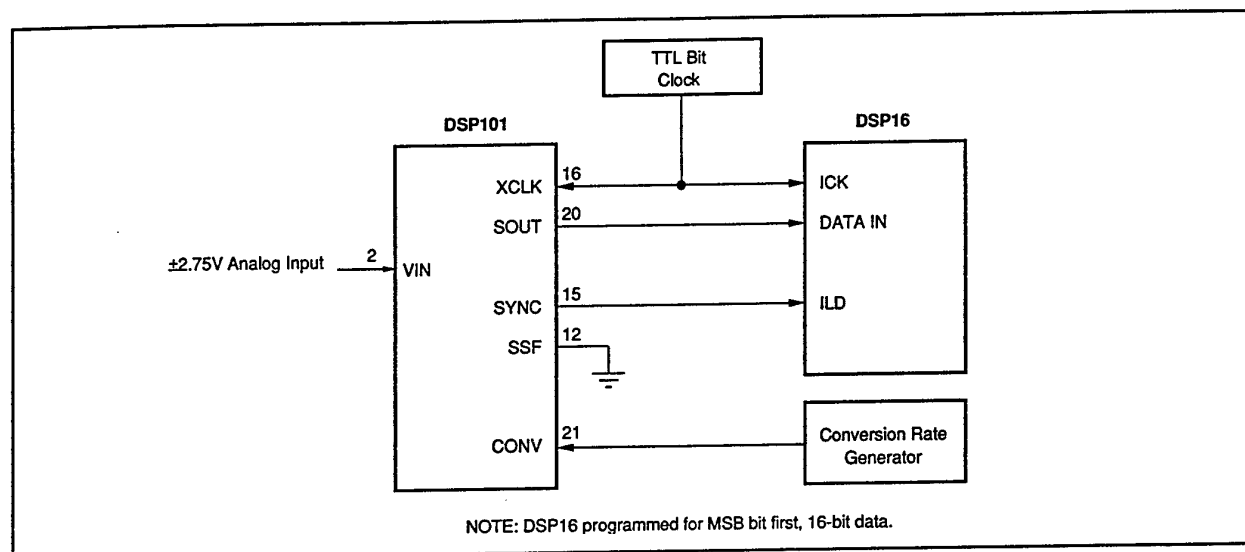 TTL Bit
Clock
DSP101
DSP16
XCLK
16
ICK
SOUT
20
DATA IN
±2.75V Analog Input
2
VIN
SYNC
15
ILD
SSF
12
CONV
21
Conversion Rate
Generator
NOTE: DSP16 programmed for MSB bit first, 16-bit data.